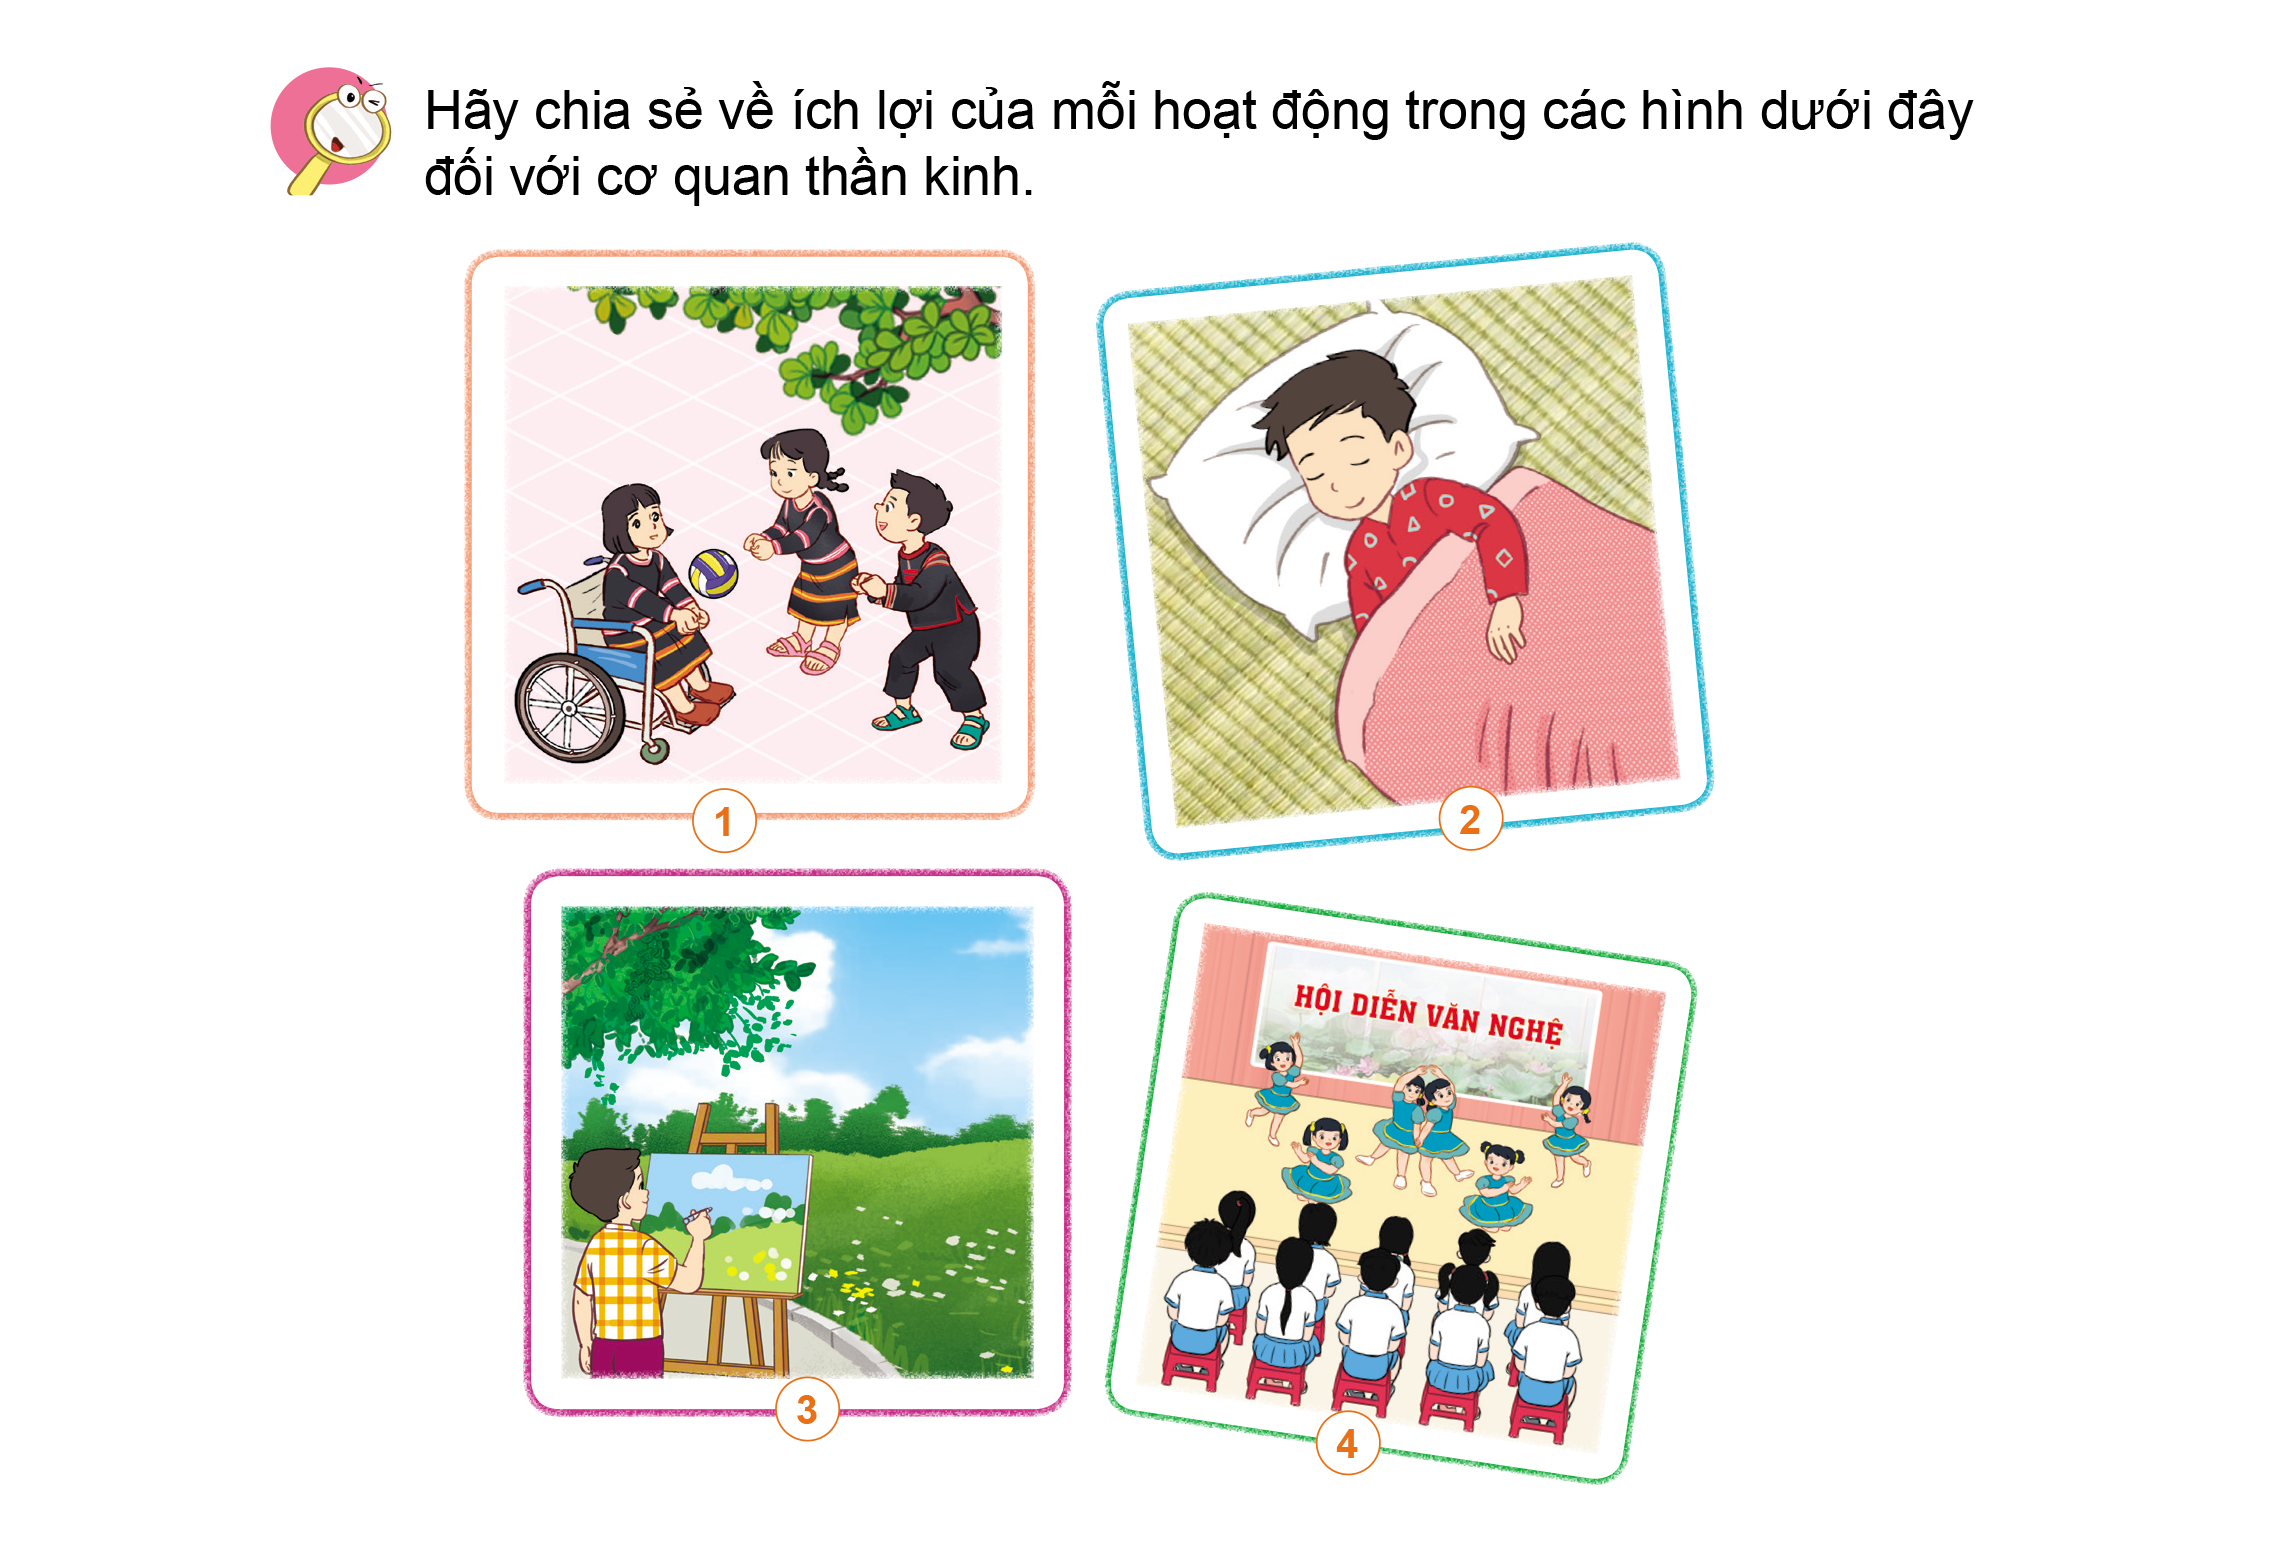 Hãy chia sẻ về ích lợi của mỗi hoạt động trong các hình dưới đây
đối với cơ quan thần kinh.
1
2
HỘI DIỄN VĂN NGHỆ
3
4